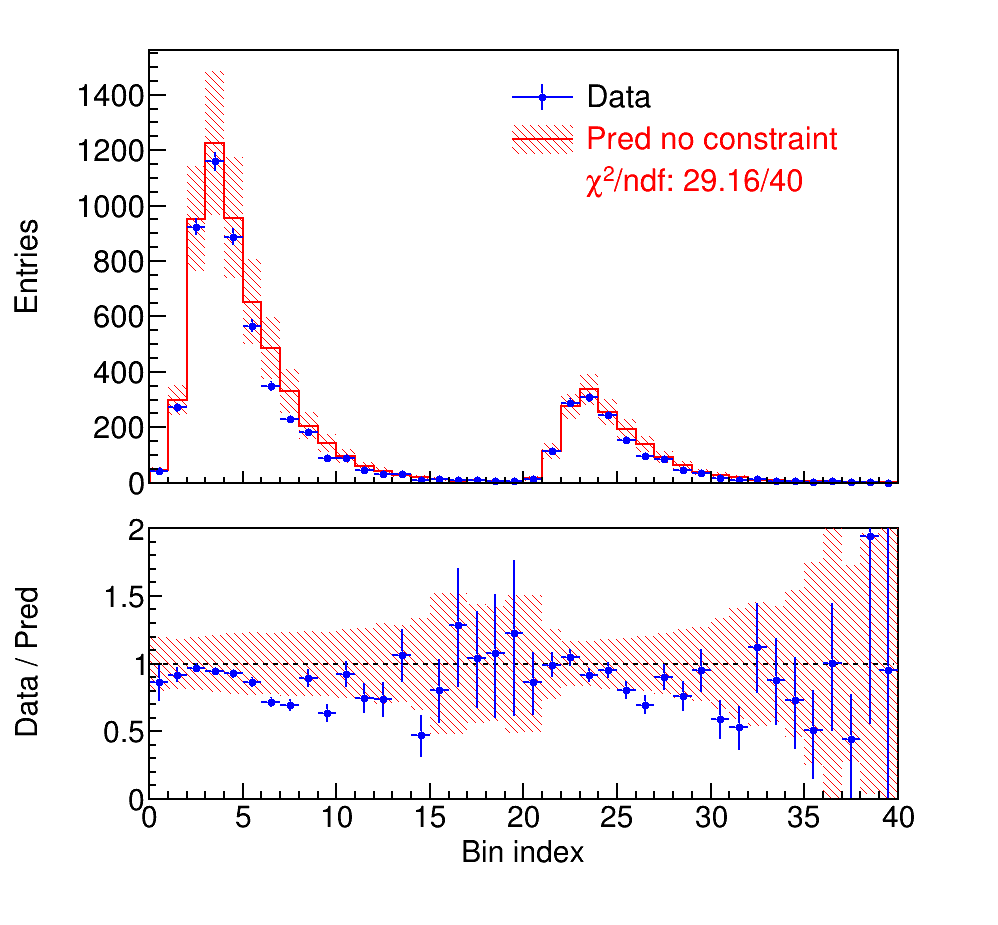 1400
1200
1000
800
600
400
200
0
Entries
Data
Pred no constraint
χ²/ndf: 29.16/40
2
1.5
1
0.5
0
Data / Pred
0 5 10 15 20 25 30 35 40
Bin index